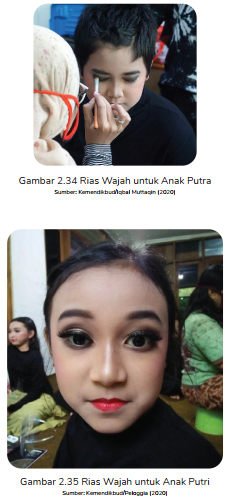 Gambar 2.34 Rias Wajah untuk Anak Putra
Sumber: Kemendikbud/Iqbal Muttaqin (2020)
Gambar 2.35 Rias Wajah untuk Anak Putri
Sumber: Kemendikbud/Pelaggia (2020)